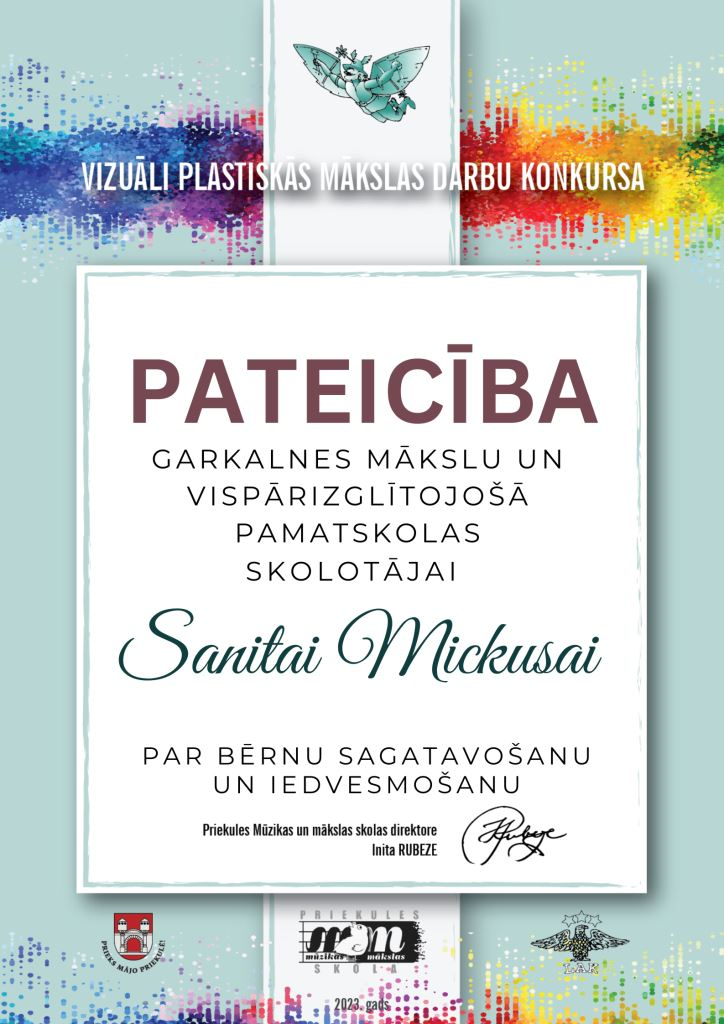 VIZUĀLI PLASTISKĀS MĀKSLAS DARBU KONKURSA
PATEICĪBA
GARKALNES MĀKSLU UN
VISPĀRIZGLĪTOJOŠĀ
PAMATSKOLAS
SKOLOTĀJAI
Sanitai Mickusai
PAR BĒRNU SAGATAVOŠANU
UN IEDVESMOŠANU
Priekules Mūzikas un mākslas skolas direktore
Inita RUBEZE
PRIEKS MĀJO PRIEKULĒ!
PRIEKULES
mūzikas mākslas
SKOLA
LAK
2023. gads